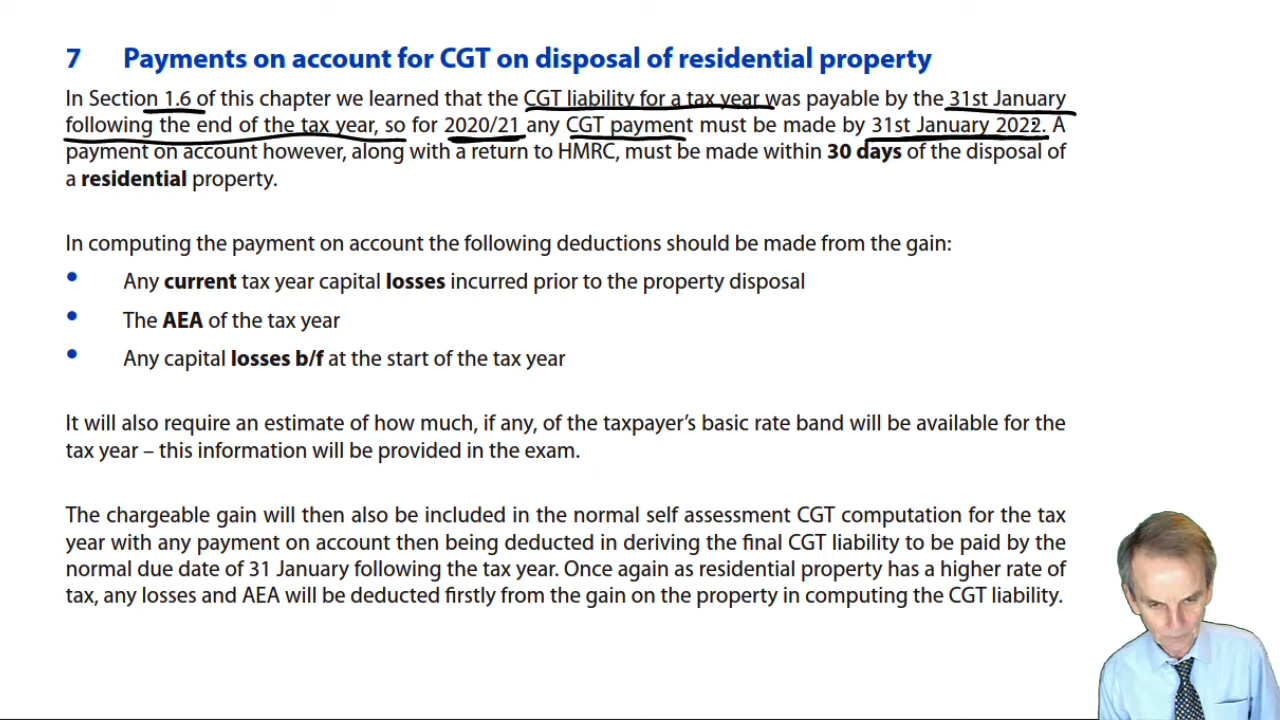 7 Payments on account for CGT on disposal of residential property
In Section 1.6 of this chapter we learned that the CGT liability for a tax year was payable by the 31st January
following the end of the tax year, so for 2020/21 any CGT payment must be made by 31st January 2022. A
payment on account however, along with a return to HMRC, must be made within 30 days of the disposal of
a residential property.
In computing the payment on account the following deductions should be made from the gain:
• Any current tax year capital losses incurred prior to the property disposal
• The AEA of the tax year
• Any capital losses b/f at the start of the tax year
It will also require an estimate of how much, if any, of the taxpayer's basic rate band will be available for the
tax year – this information will be provided in the exam.
The chargeable gain will then also be included in the normal self assessment CGT computation for the tax
year with any payment on account then being deducted in deriving the final CGT liability to be paid by the
normal due date of 31 January following the tax year. Once again as residential property has a higher rate of
tax, any losses and AEA will be deducted firstly from the gain on the property in computing the CGT liability.